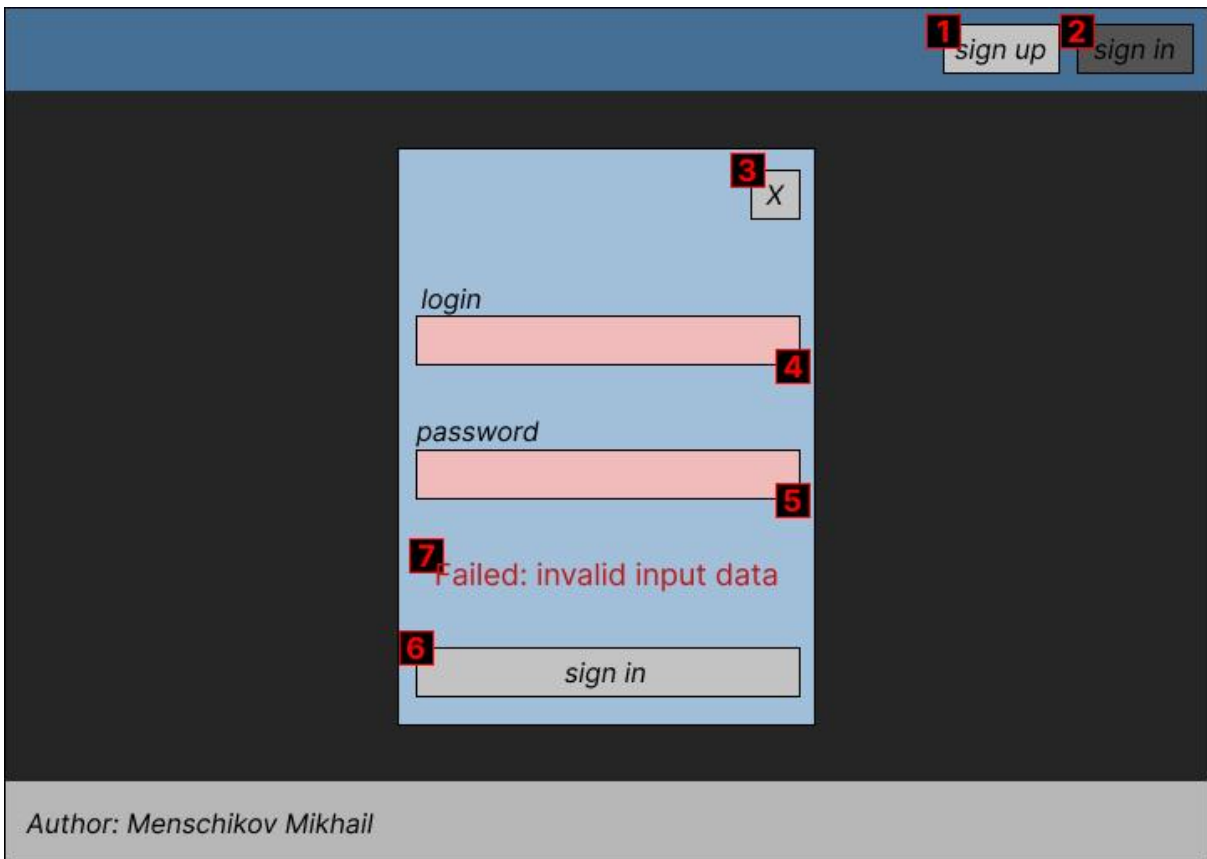 1 sign up 2 sign in
3 X
login
4
password
5
7 Failed: invalid input data
6 sign in
Author: Menschikov Mikhail